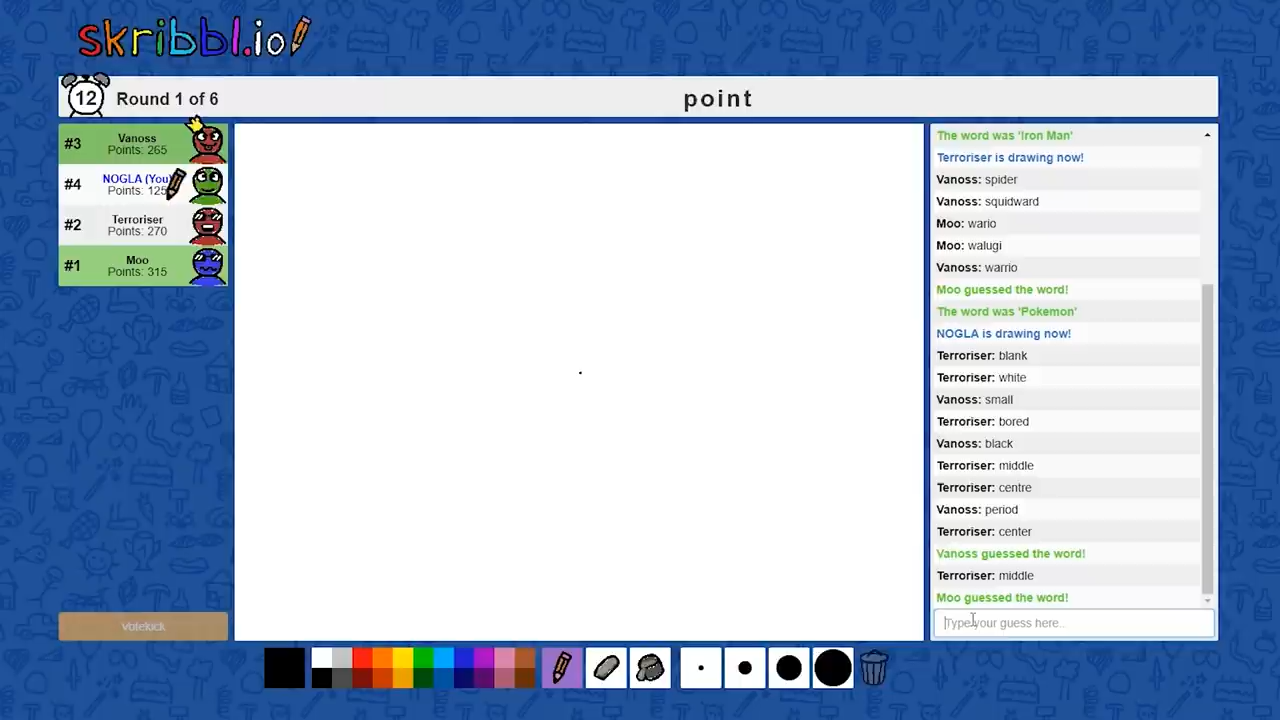 skribbl.io
12 Round 1 of 6
point
#3 Vanoss
Points: 265
#4 NOGLA (You)
Points: 125
#2 Terroriser
Points: 270
#1 Moo
Points: 315
Votekick
The word was 'Iron Man'
Terroriser is drawing now!
Vanoss: spider
Vanoss: squidward
Moo: wario
Moo: walugi
Vanoss: warrio
Moo guessed the word!
The word was 'Pokemon'
NOGLA is drawing now!
Terroriser: blank
Terroriser: white
Vanoss: small
Terroriser: bored
Vanoss: black
Terroriser: middle
Terroriser: centre
Vanoss: period
Terroriser: center
Vanoss guessed the word!
Terroriser: middle
Moo guessed the word!
Type your guess here...